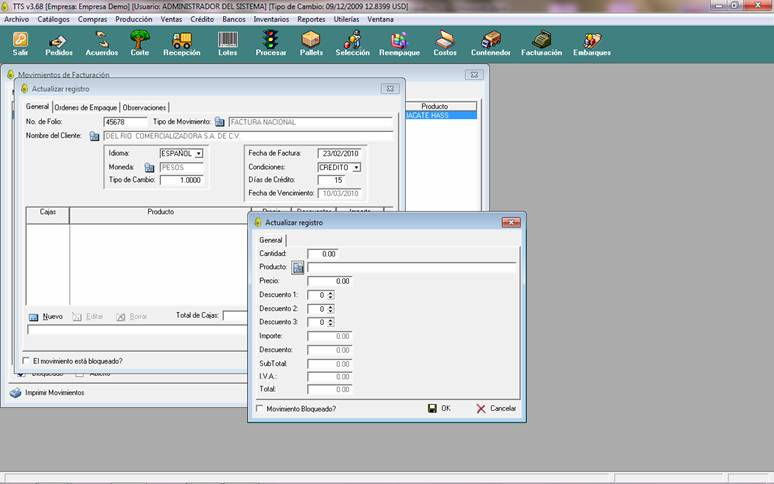 TTS v3.68 [Empresa: Empresa Demo] [Usuario: ADMINISTRADOR DEL SISTEMA] [Tipo de Cambio: 09/12/2009 12.8399 USD]
Archivo Catálogos Compras Producción Ventas Crédito Bancos Inventarios Reportes Utilerías Ventana
Salir Pedidos Acuerdos Corte Recepción Lotes Procesar Pallets Selección Reempaque Costos Contenedor Facturación Embarques
Movimientos de Facturación
Actualizar registro
General Ordenes de Empaque Observaciones
Producto
No. de Folio: 45678 Tipo de Movimiento: FACTURA NACIONAL
Nombre del Cliente: DEL RIO COMERCIALIZADORA S.A. DE C.V.
Idioma: ESPAÑOL Fecha de Factura: 23/02/2010
Moneda: PESOS Condiciones: CREDITO
Tipo de Cambio: 1.0000 Días de Crédito: 15
Fecha de Vencimiento: 10/03/2010
Cajas Producto
Nuevo Editar Borrar Total de Cajas:
El movimiento está bloqueado?
Imprimir Movimientos
Actualizar registro
General
Cantidad: 0.00
Producto:
Precio: 0.00
Descuento 1: 0
Descuento 2: 0
Descuento 3: 0
Importe: 0.00
Descuento: 0.00
SubTotal: 0.00
I.V.A.: 0.00
Total: 0.00
Movimiento Bloqueado? OK Cancelar